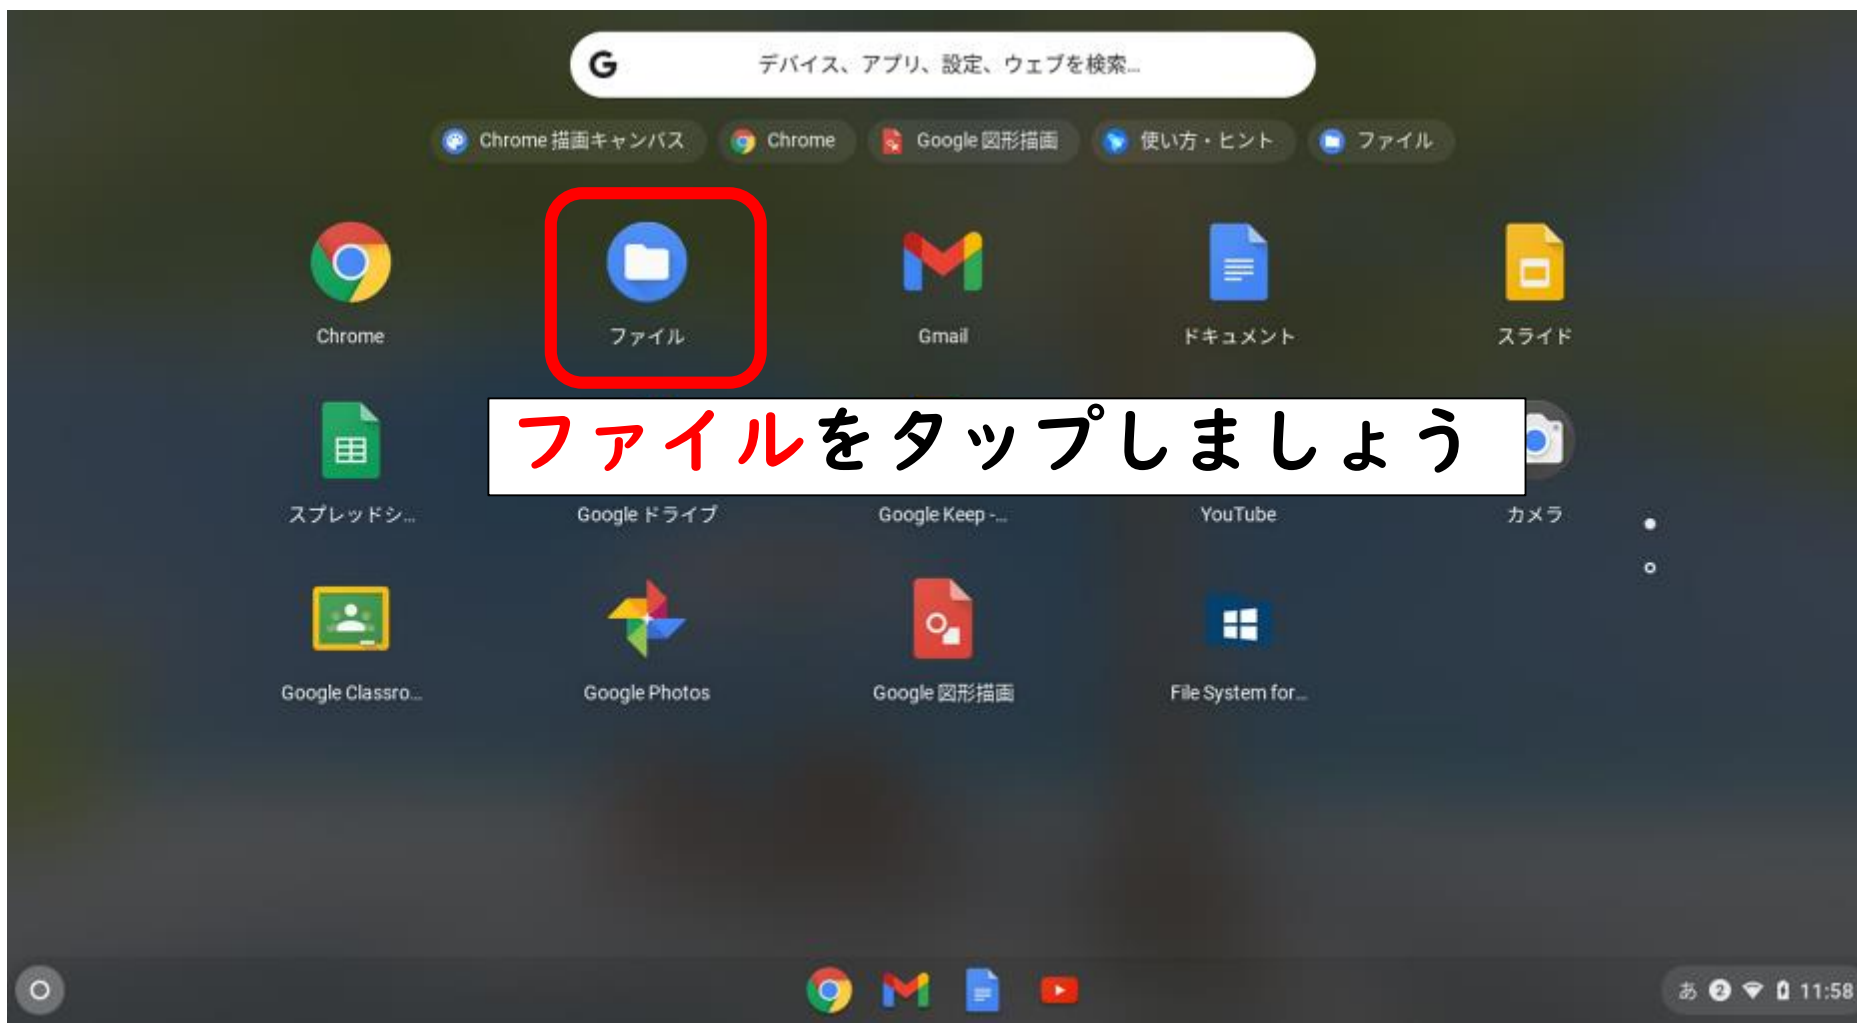 G デバイス、アプリ、設定、ウェブを検索...
Chrome 描画キャンバス Chrome Google 図形描画 使い方・ヒント ファイル
Chrome ファイル Gmail ドキュメント スライド
ファイルをタップしましょう
スプレッドシ... Google ドライブ Google Keep -... YouTube カメラ
Google Classro... Google Photos Google 図形描画 File System for...
あ 2 11:58